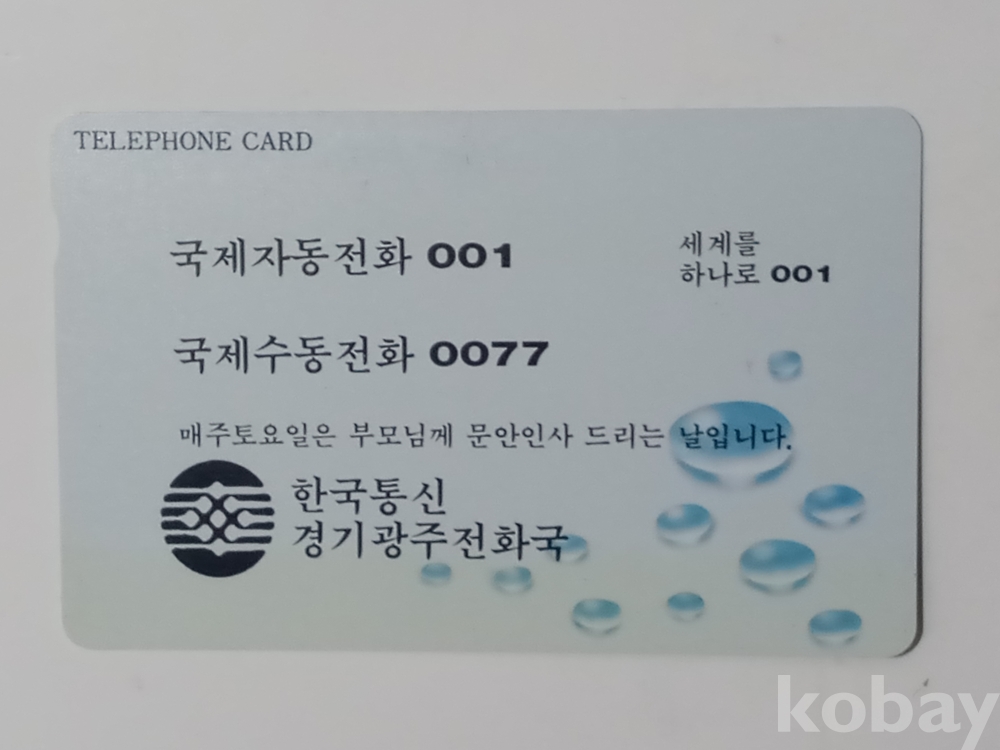 TELEPHONE CARD
국제자동전화 001
세계를
하나로 001
국제수동전화 0077
매주토요일은 부모님께 문안인사 드리는 날입니다.
한국통신
경기광주전화국
kobay